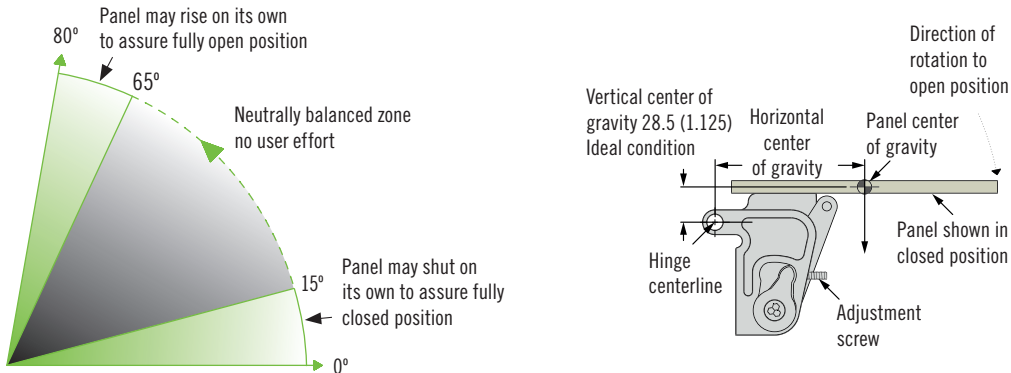 Panel may rise on its own
to assure fully open position
80º
65º
Neutrally balanced zone
no user effort
Panel may shut on
its own to assure fully
closed position
15º
0º
Direction of
rotation to
open position
Vertical center of
gravity 28.5 (1.125)
Ideal condition
Horizontal
center
of gravity
Panel center
of gravity
Panel shown in
closed position
Hinge
centerline
Adjustment
screw